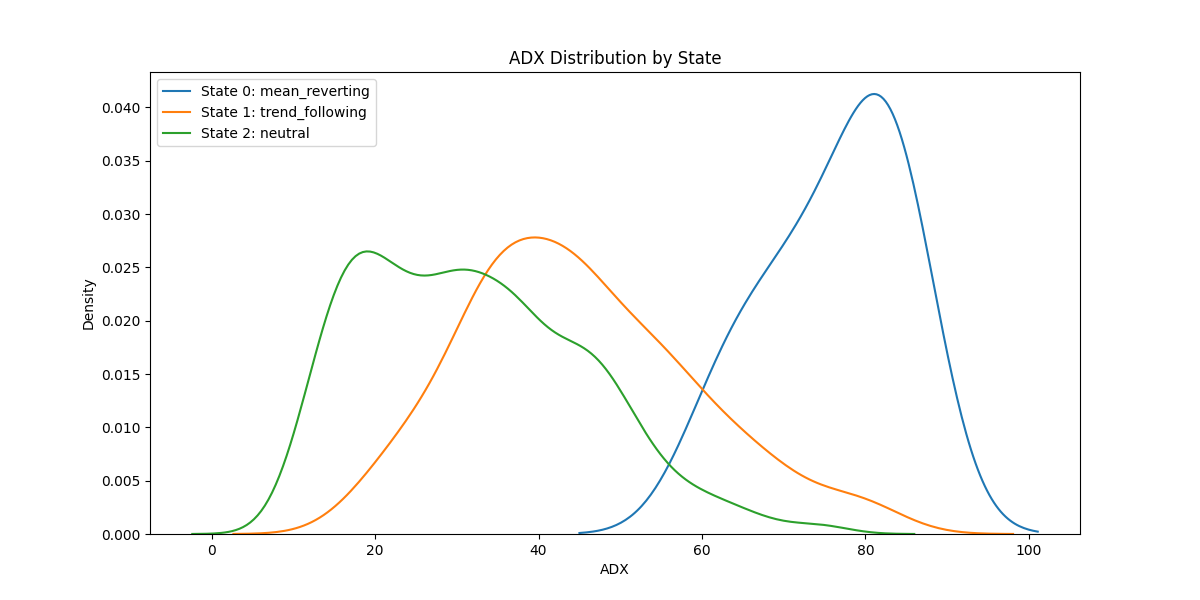 ADX Distribution by State
State 0: mean_reverting
State 1: trend_following
State 2: neutral
Density
0.040
0.035
0.030
0.025
0.020
0.015
0.010
0.005
0.000
0 20 40 60 80 100
ADX